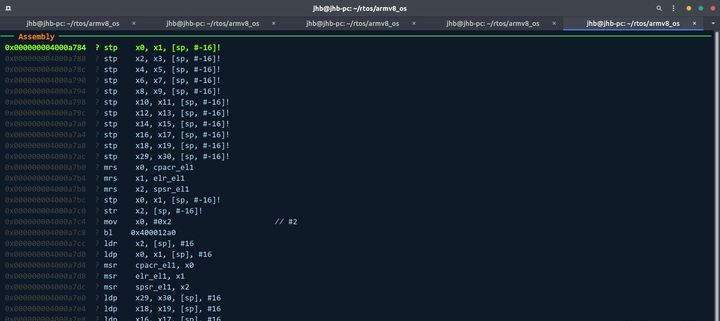 jhb@jhb-pc: ~/rtos/armv8_os
jhb@jhb-pc: ~/rtos/armv8_os × jhb@jhb-pc: ~/rtos/armv8_os × jhb@jhb-pc: ~/rtos/armv8_os × jhb@jhb-pc: ~/rtos/armv8_os × jhb@jhb-pc: ~/rtos/armv8_os ×
Assembly
0x000000004000a784 ? stp x0, x1, [sp, #-16]!
0x000000004000a788 ? stp x2, x3, [sp, #-16]!
0x000000004000a78c ? stp x4, x5, [sp, #-16]!
0x000000004000a790 ? stp x6, x7, [sp, #-16]!
0x000000004000a794 ? stp x8, x9, [sp, #-16]!
0x000000004000a798 ? stp x10, x11, [sp, #-16]!
0x000000004000a79c ? stp x12, x13, [sp, #-16]!
0x000000004000a7a0 ? stp x14, x15, [sp, #-16]!
0x000000004000a7a4 ? stp x16, x17, [sp, #-16]!
0x000000004000a7a8 ? stp x18, x19, [sp, #-16]!
0x000000004000a7ac ? stp x29, x30, [sp, #-16]!
0x000000004000a7b0 ? mrs x0, cpacr_el1
0x000000004000a7b4 ? mrs x1, elr_el1
0x000000004000a7b8 ? mrs x2, spsr_el1
0x000000004000a7bc ? stp x0, x1, [sp, #-16]!
0x000000004000a7c0 ? str x2, [sp, #-16]!
0x000000004000a7c4 ? mov x0, #0x2 // #2
0x000000004000a7c8 ? bl 0x400012a0
0x000000004000a7cc ? ldr x2, [sp], #16
0x000000004000a7d0 ? ldp x0, x1, [sp], #16
0x000000004000a7d4 ? msr cpacr_el1, x0
0x000000004000a7d8 ? msr elr_el1, x1
0x000000004000a7dc ? msr spsr_el1, x2
0x000000004000a7e0 ? ldp x29, x30, [sp], #16
0x000000004000a7e4 ? ldp x18, x19, [sp], #16
0x000000004000a7e8 ? ldp x16, x17, [sp], #16